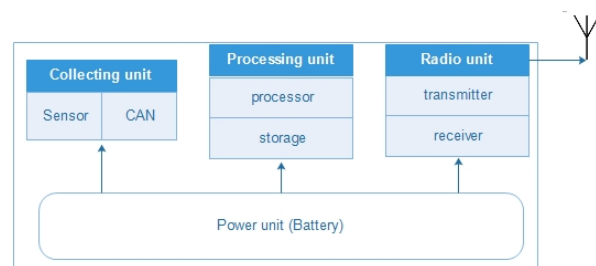 Collecting unit
Sensor
CAN
Processing unit
processor
storage
Radio unit
transmitter
receiver
Power unit (Battery)